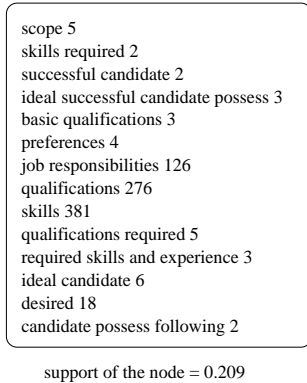 scope 5
skills required 2
successful candidate 2
ideal successful candidate possess 3
basic qualifications 3
preferences 4
job responsibilities 126
qualifications 276
skills 381
qualifications required 5
required skills and experience 3
ideal candidate 6
desired 18
candidate possess following 2
support of the node = 0.209